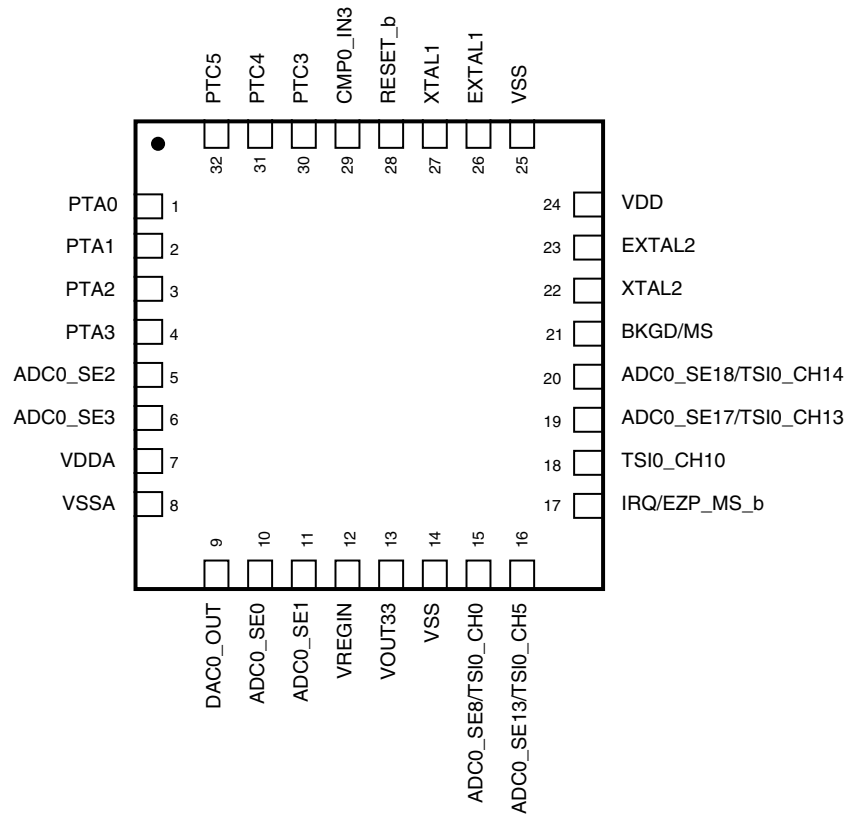 PTC5
PTC4
PTC3
CMP0_IN3
RESET_b
XTAL1
EXTAL1
VSS
32
31
30
29
28
27
26
25
PTA0 1
PTA1 2
PTA2 3
PTA3 4
ADC0_SE2 5
ADC0_SE3 6
VDDA 7
VSSA 8
24 VDD
23 EXTAL2
22 XTAL2
21 BKGD/MS
20 ADC0_SE18/TSI0_CH14
19 ADC0_SE17/TSI0_CH13
18 TSI0_CH10
17 IRQ/EZP_MS_b
9
10
11
12
13
14
15
16
DAC0_OUT
ADC0_SE0
ADC0_SE1
VREGIN
VOUT33
VSS
ADC0_SE8/TSI0_CH0
ADC0_SE13/TSI0_CH5